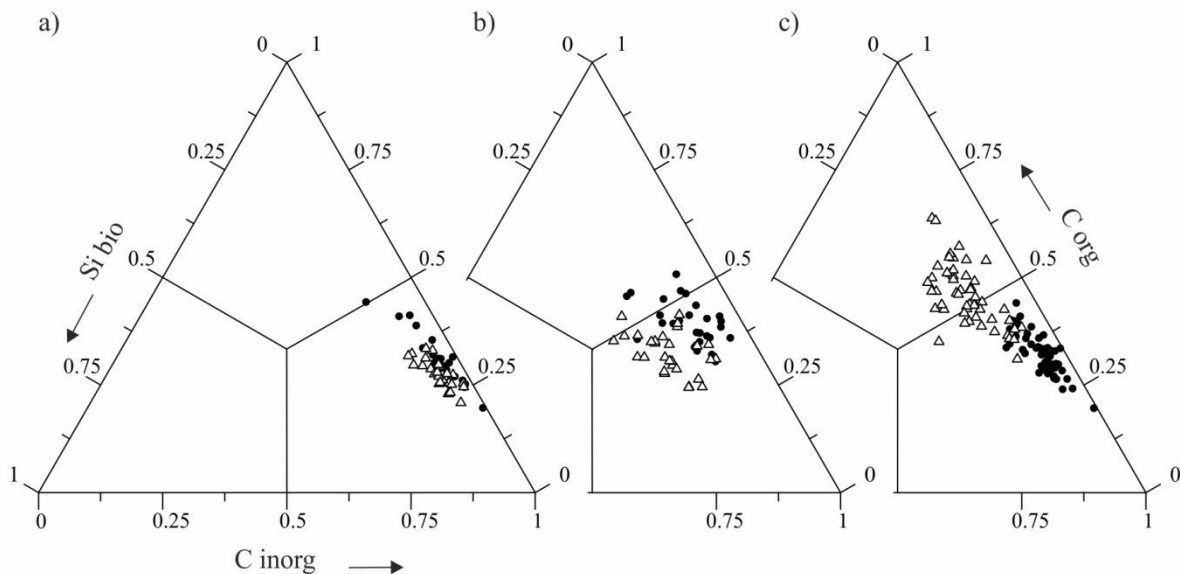 a) b) c)
0 1 0 1 0 1
0.25 0.75 0.25 0.75 0.25 0.75
Si bio C org
0.5 0.5 0.5 0.5 0.5
0.75 0.25 0.75 0.25 0.25
1 0 0 0
0 0.25 0.5 0.75 1 0.75 1 0.75 1
C inorg